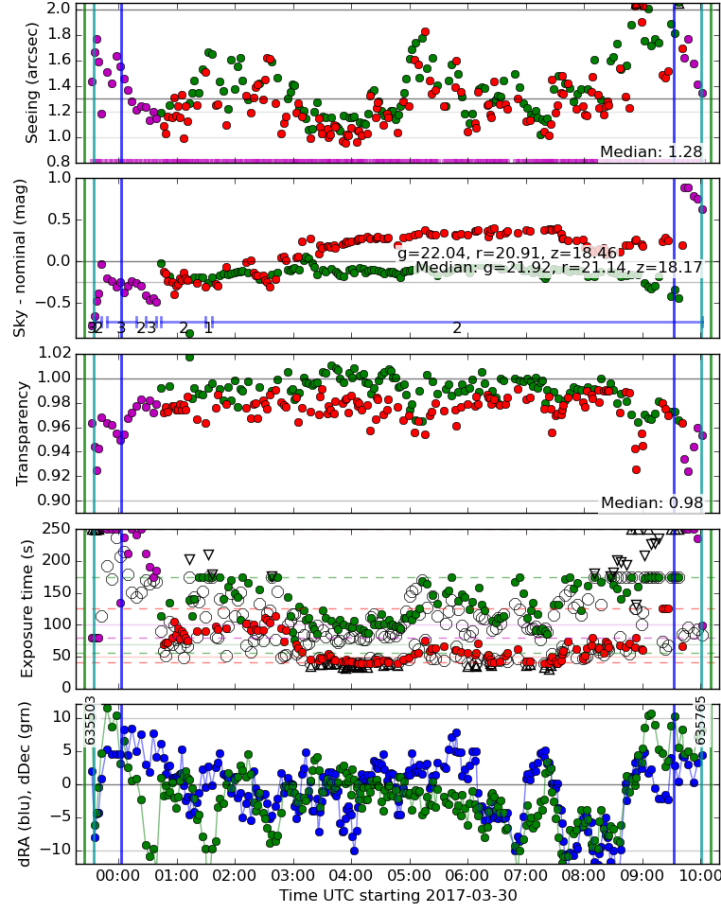 2.0
1.8
1.6
1.4
1.2
1.0
0.8
Seeing (arcsec)
Median: 1.28
1.0
0.5
0.0
−0.5
Sky - nominal (mag)
g=22.04, r=20.91, z=18.46
Median: g=21.92, r=21.14, z=18.17
2 3 2 3 2 1 2
1.02
1.00
0.98
0.96
0.94
0.92
0.90
Transparency
Median: 0.98
250
200
150
100
50
0
Exposure time (s)
10
5
0
−5
−10
dRA (blu), dDec (grn)
635503
635765
00:00 01:00 02:00 03:00 04:00 05:00 06:00 07:00 08:00 09:00 10:00
Time UTC starting 2017-03-30